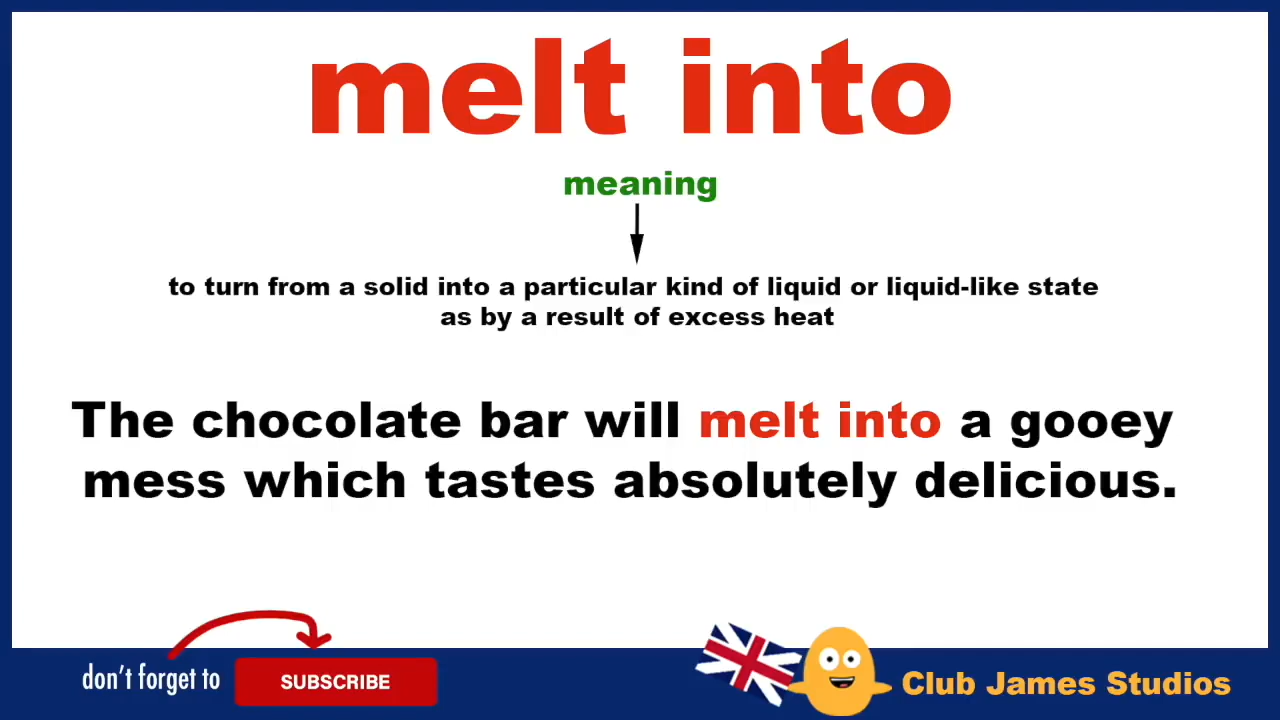 melt into
meaning
to turn from a solid into a particular kind of liquid or liquid-like state
as by a result of excess heat
The chocolate bar will melt into a gooey
mess which tastes absolutely delicious.
don't forget to SUBSCRIBE
Club James Studios